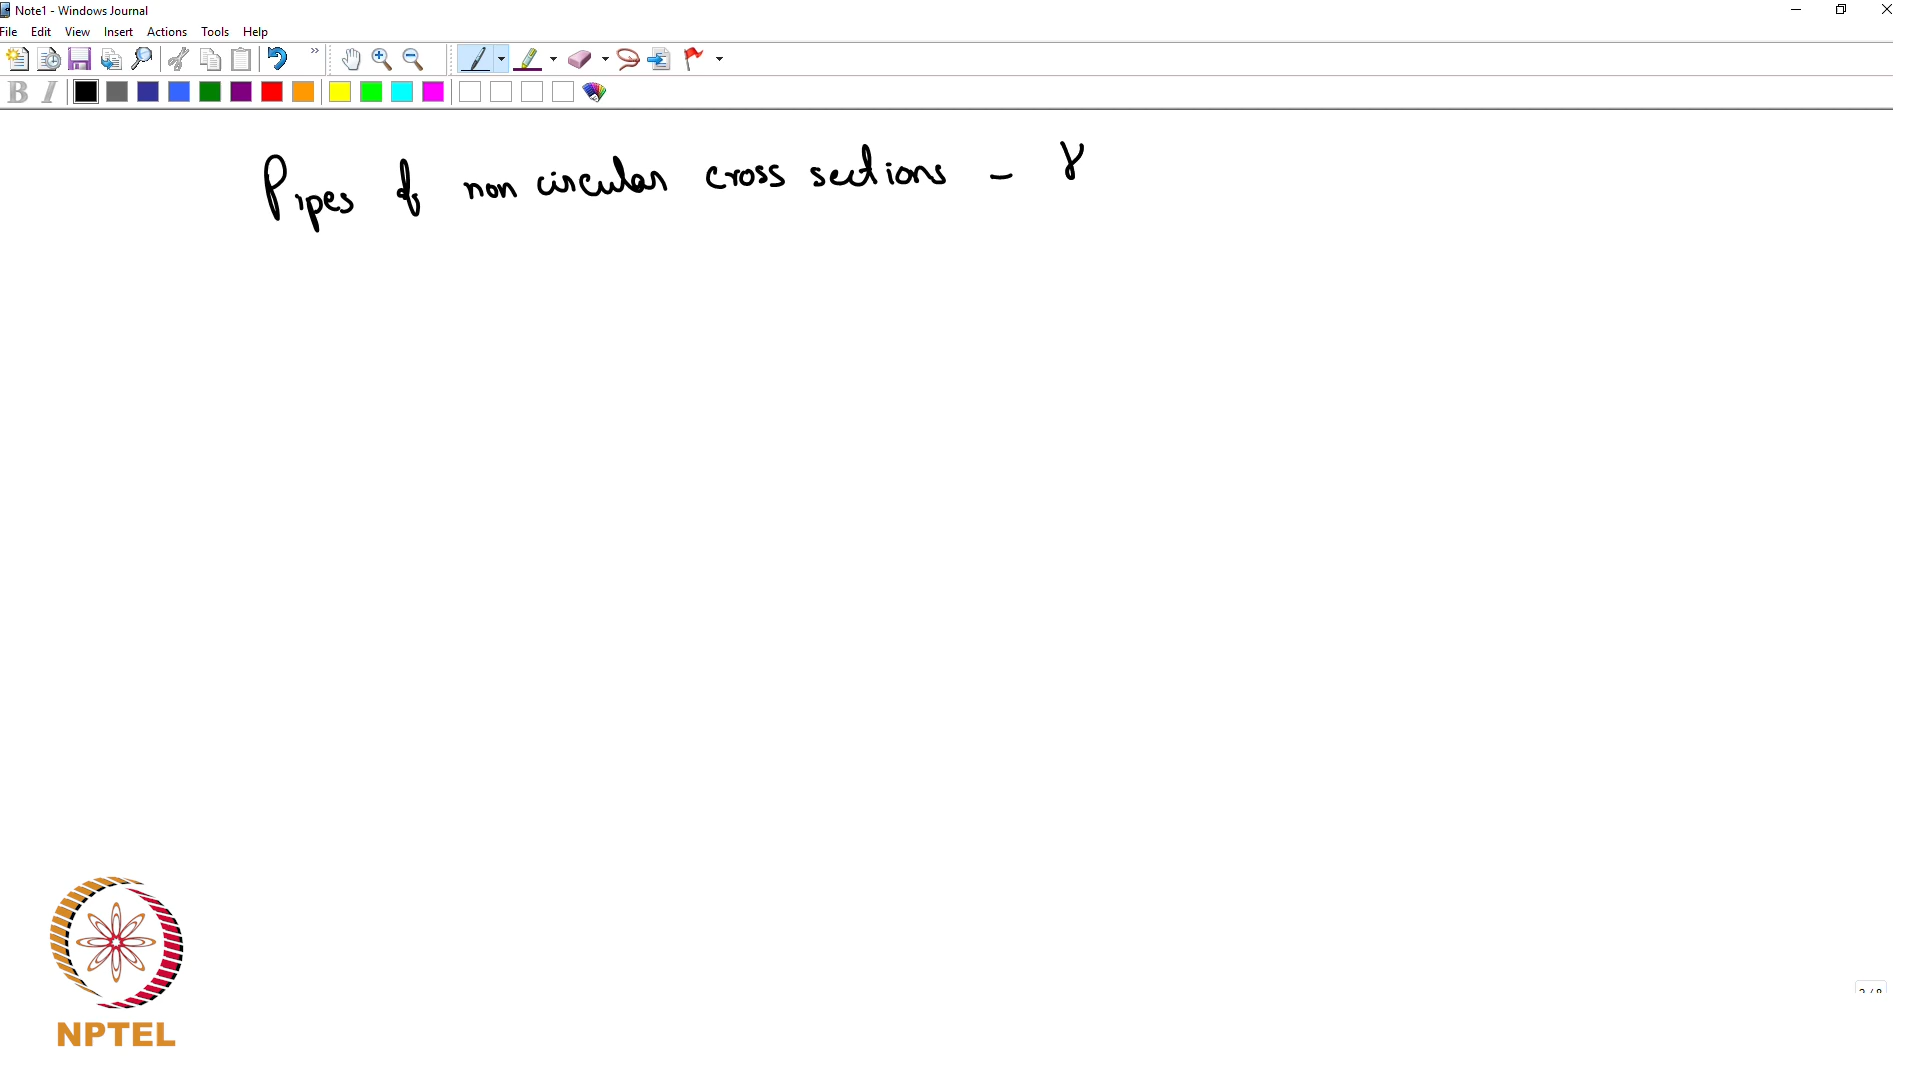 Note1 - Windows Journal
File Edit View Insert Actions Tools Help
B I
Pipes of non circular cross sections - γ
NPTEL